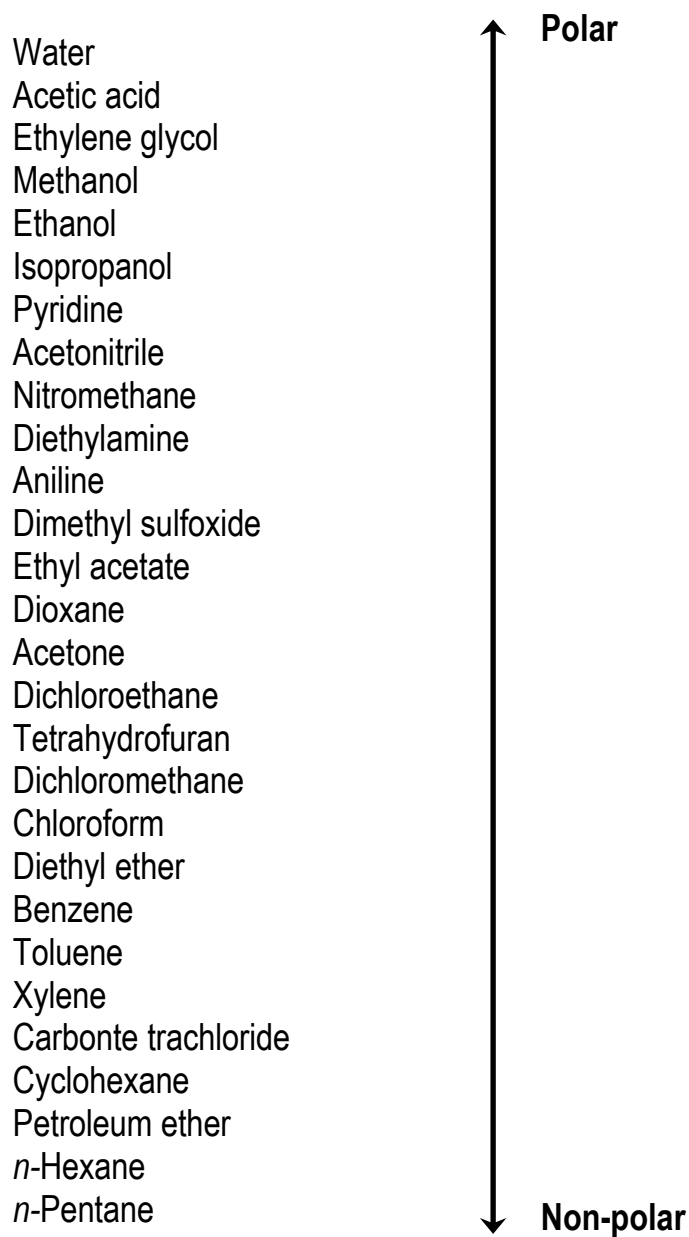 Polar
Water
Acetic acid
Ethylene glycol
Methanol
Ethanol
Isopropanol
Pyridine
Acetonitrile
Nitromethane
Diethylamine
Aniline
Dimethyl sulfoxide
Ethyl acetate
Dioxane
Acetone
Dichloroethane
Tetrahydrofuran
Dichloromethane
Chloroform
Diethyl ether
Benzene
Toluene
Xylene
Carbonte trachloride
Cyclohexane
Petroleum ether
n-Hexane
n-Pentane
Non-polar